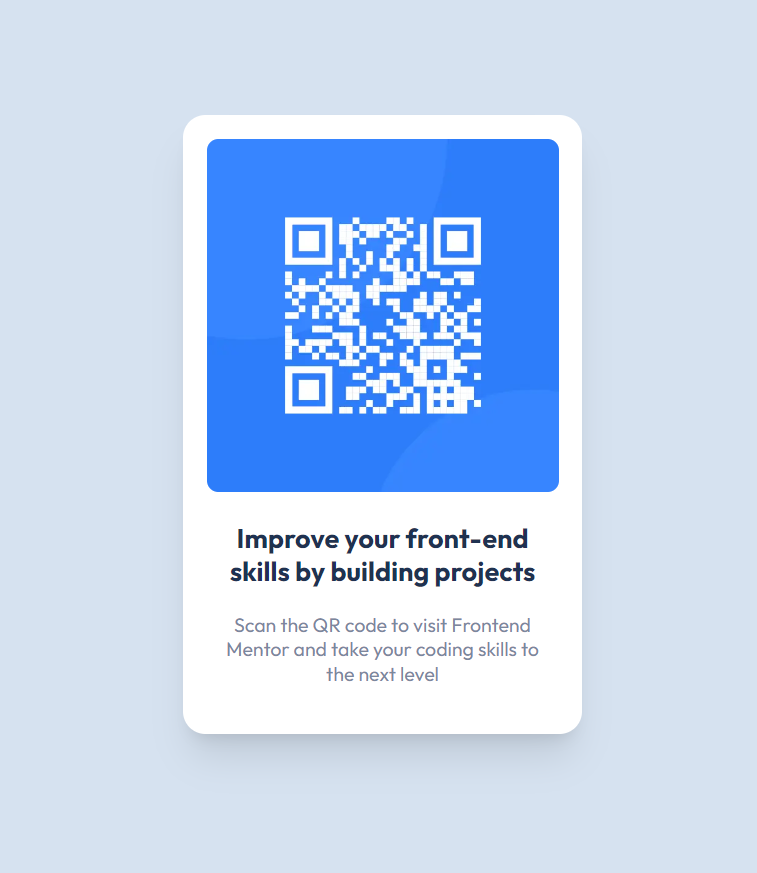 Improve your front-end
skills by building projects
Scan the QR code to visit Frontend
Mentor and take your coding skills to
the next level